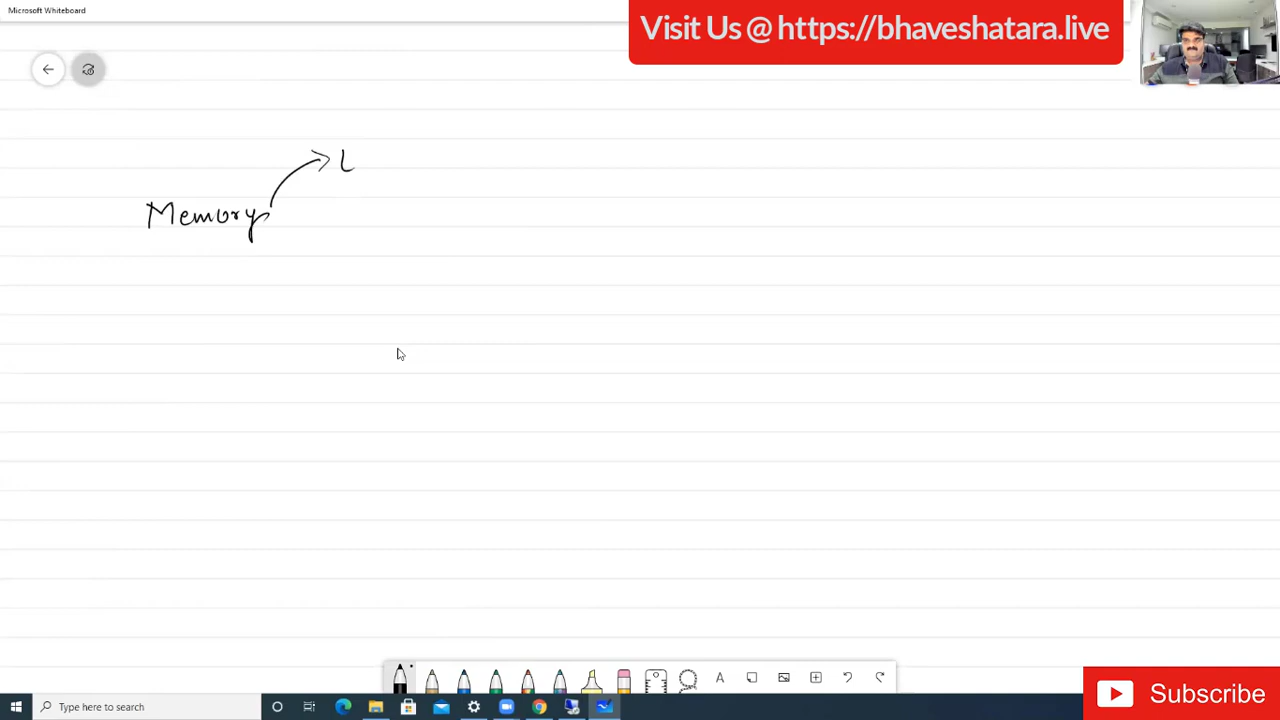 Microsoft Whiteboard
Visit Us @ https://bhaveshatara.live
L
Memory
A
Type here to search
Subscribe